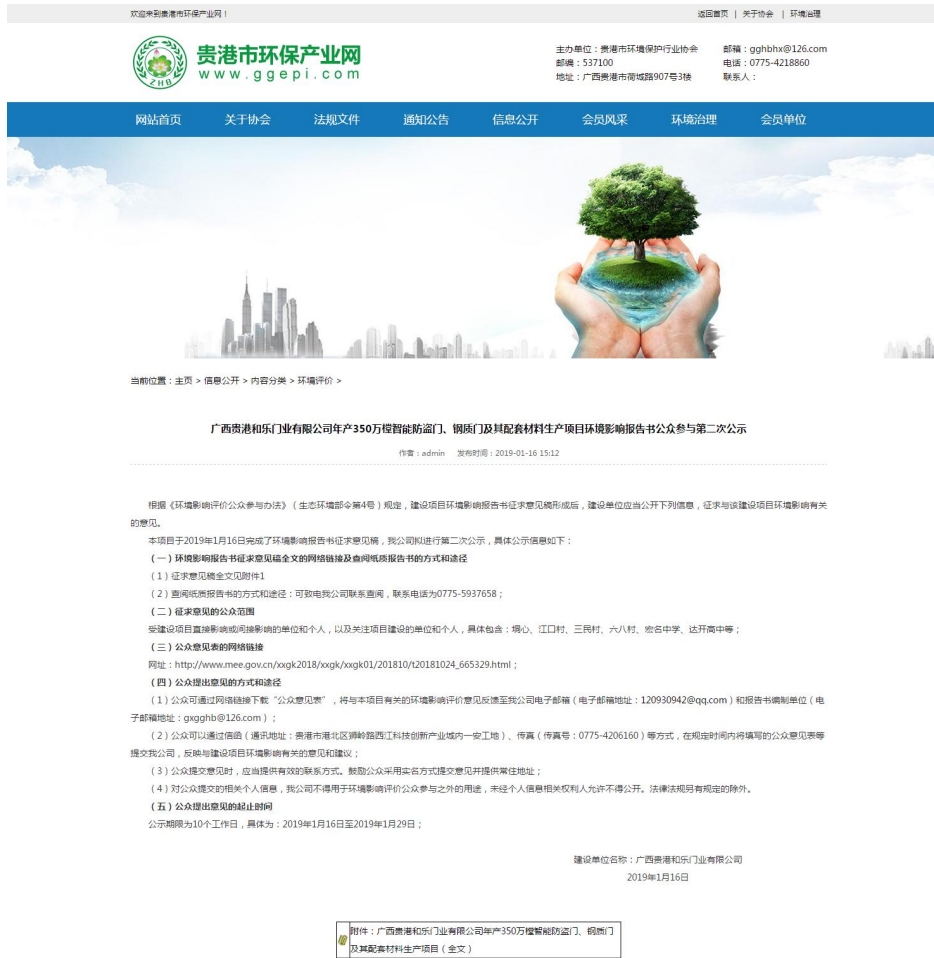 欢迎来到贵港市环保产业网！
返回首页 | 关于协会 | 环境治理
贵港市环保产业网
www.ggepi.com
ZHB
主办单位：贵港市环境保护行业协会
邮编：537100
地址：广西贵港市荷城路907号3楼
邮箱：gghbhx@126.com
电话：0775-4218860
联系人：
网站首页 关于协会 法规文件 通知公告 信息公开 会员风采 环境治理 会员单位
当前位置：主页 > 信息公开 > 内容分类 > 环境评价 >
广西贵港和乐门业有限公司年产350万樘智能防盗门、钢质门及其配套材料生产项目环境影响报告书公众参与第二次公示
作者：admin 发布时间：2019-01-16 15:12
根据《环境影响评价公众参与办法》（生态环境部令第4号）规定，建设项目环境影响报告书征求意见稿形成后，建设单位应当公开下列信息，征求与该建设项目环境影响有关
的意见。
本项目于2019年1月16日完成了环境影响报告书征求意见稿，我公司拟进行第二次公示，具体公示信息如下：
（一）环境影响报告书征求意见稿全文的网络链接及查阅纸质报告书的方式和途径
（1）征求意见稿全文见附件1
（2）查阅纸质报告书的方式和途径：可致电我公司联系查阅，联系电话为0775-5937658；
（二）征求意见的公众范围
受建设项目直接影响或间接影响的单位和个人，以及关注项目建设的单位和个人，具体包含：塘心、江口村、三民村、六八村、宏名中学、达开高中等；
（三）公众意见表的网络链接
网址：http://www.mee.gov.cn/xxgk2018/xxgk/xxgk01/201810/t20181024_665329.html；
（四）公众提出意见的方式和途径
（1）公众可通过网络链接下载“公众意见表”，将与本项目有关的环境影响评价意见反馈至我公司电子邮箱（电子邮箱地址：120930942@qq.com）和报告书编制单位（电
子邮箱地址：gxgghb@126.com）；
（2）公众可以通过信函（通讯地址：贵港市港北区狮岭路西江科技创新产业城内一安工地）、传真（传真号：0775-4206160）等方式，在规定时间内将填写的公众意见表等
提交我公司，反映与建设项目环境影响有关的意见和建议；
（3）公众提交意见时，应当提供有效的联系方式。鼓励公众采用实名方式提交意见并提供常住地址；
（4）对公众提交的相关个人信息，我公司不得用于环境影响评价公众参与之外的用途，未经个人信息相关权利人允许不得公开。法律法规另有规定的除外。
（五）公众提出意见的起止时间
公示期限为10个工作日，具体为：2019年1月16日至2019年1月29日；
建设单位名称：广西贵港和乐门业有限公司
2019年1月16日
附件：广西贵港和乐门业有限公司年产350万樘智能防盗门、钢质门
及其配套材料生产项目（全文）